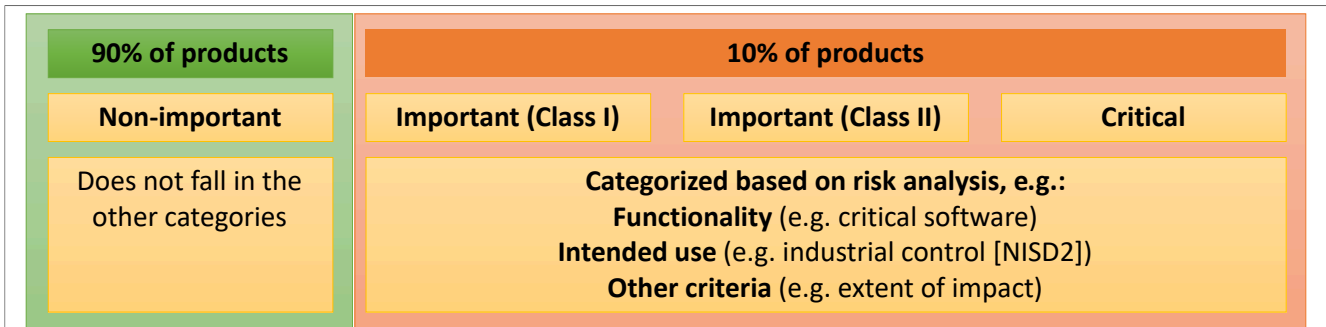 90% of products
10% of products
Non-important
Important (Class I)
Important (Class II)
Critical
Does not fall in the
other categories
Categorized based on risk analysis, e.g.:
Functionality (e.g. critical software)
Intended use (e.g. industrial control [NISD2])
Other criteria (e.g. extent of impact)